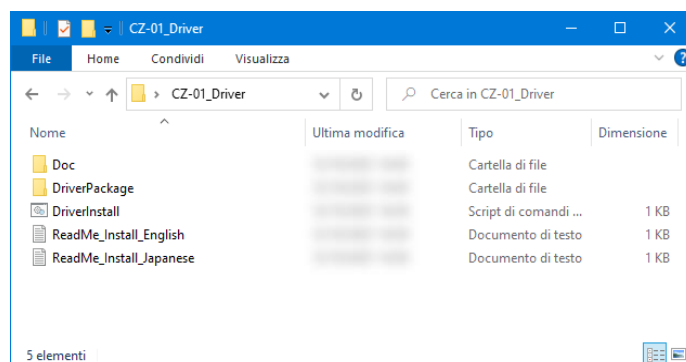 CZ-01_Driver
File Home Condividi Visualizza
CZ-01_Driver Cerca in CZ-01_Driver
Nome Ultima modifica Tipo Dimensione
Doc Cartella di file
DriverPackage Cartella di file
DriverInstall Script di comandi ... 1 KB
ReadMe_Install_English Documento di testo 1 KB
ReadMe_Install_Japanese Documento di testo 1 KB
5 elementi